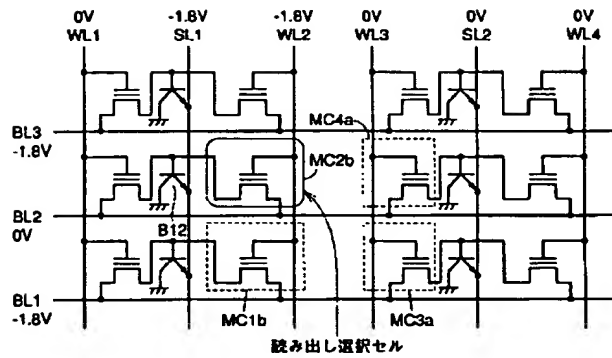 0V -1.8V -1.8V 0V 0V 0V
WL1 SL1 WL2 WL3 SL2 WL4
MC4a
BL3
-1.8V
MC2b
BL2
0V
B12
BL1
-1.8V
MC1b
MC3a
読み出し選択セル